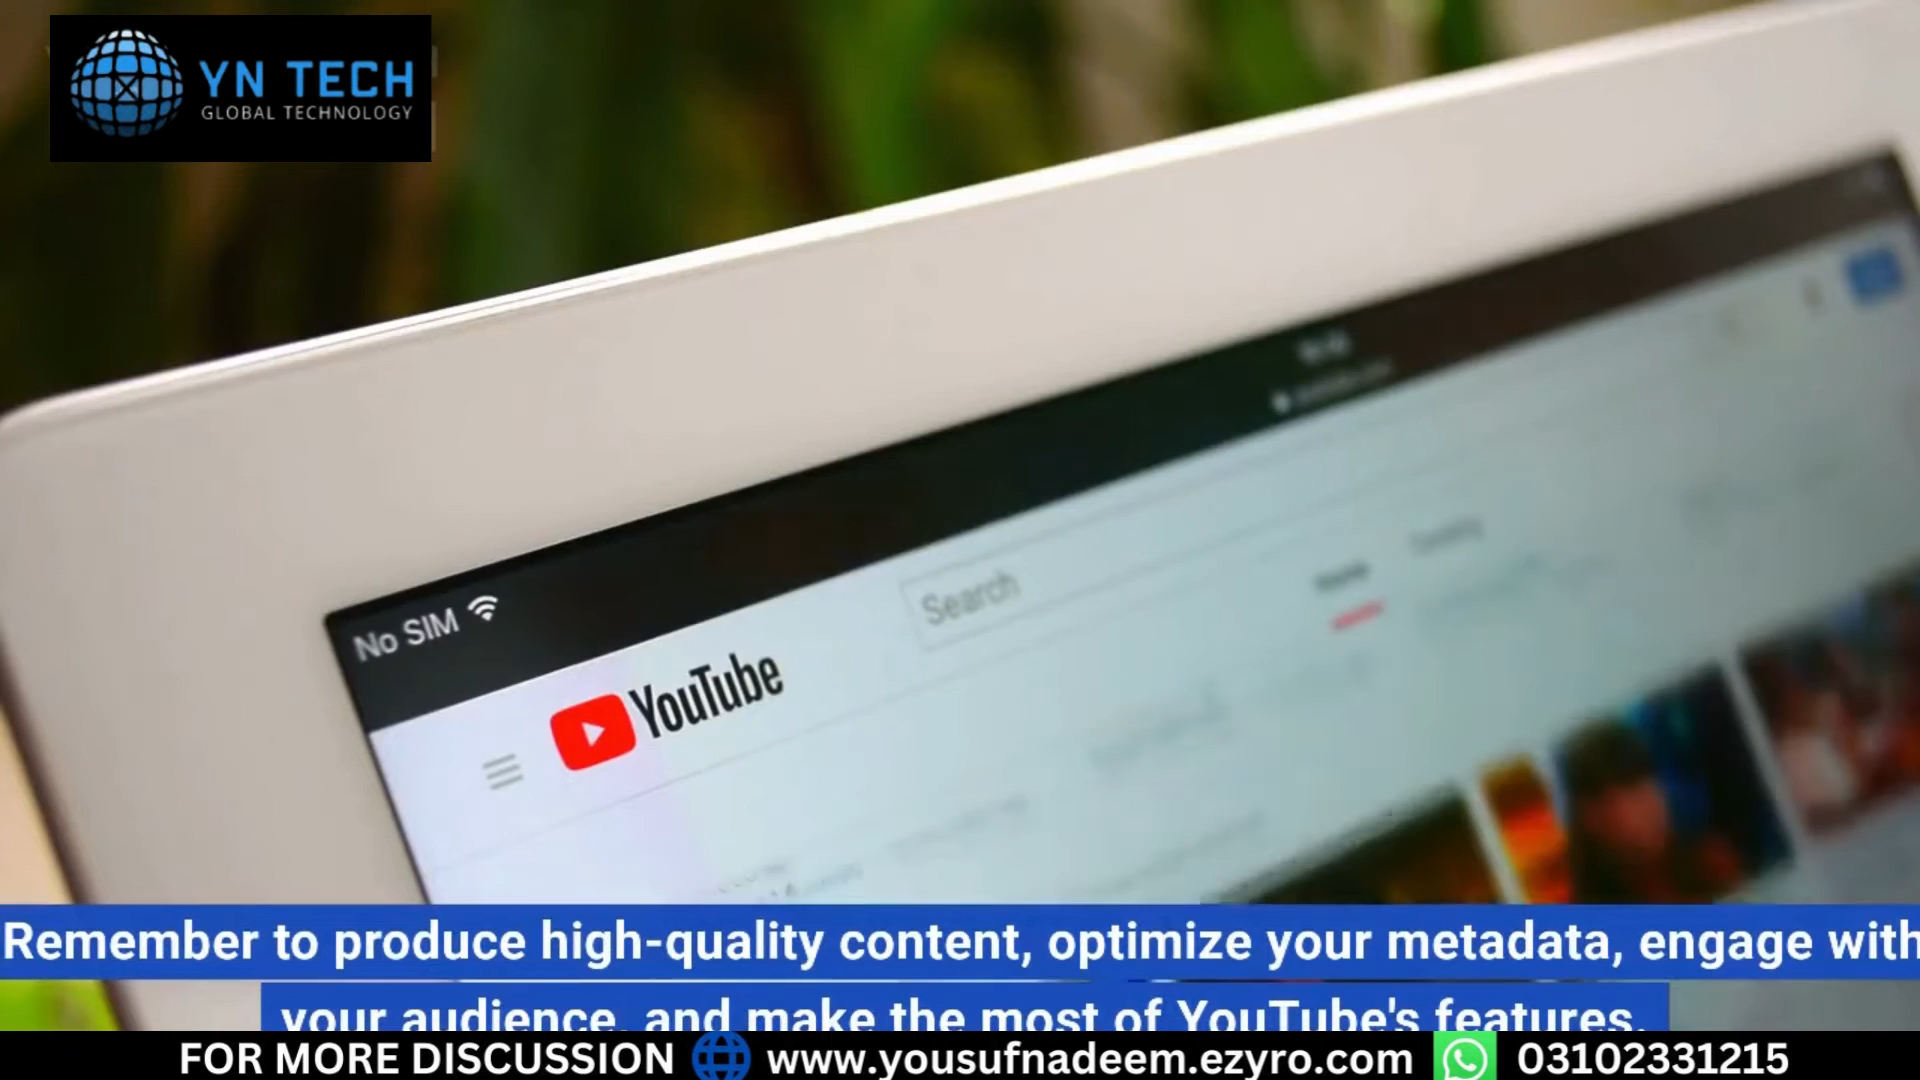 YN TECH
GLOBAL TECHNOLOGY
No SIM
Search
Home
YouTube
Remember to produce high-quality content, optimize your metadata, engage with
your audience, and make the most of YouTube's features.
FOR MORE DISCUSSION www.yousufnadeem.ezyro.com 03102331215